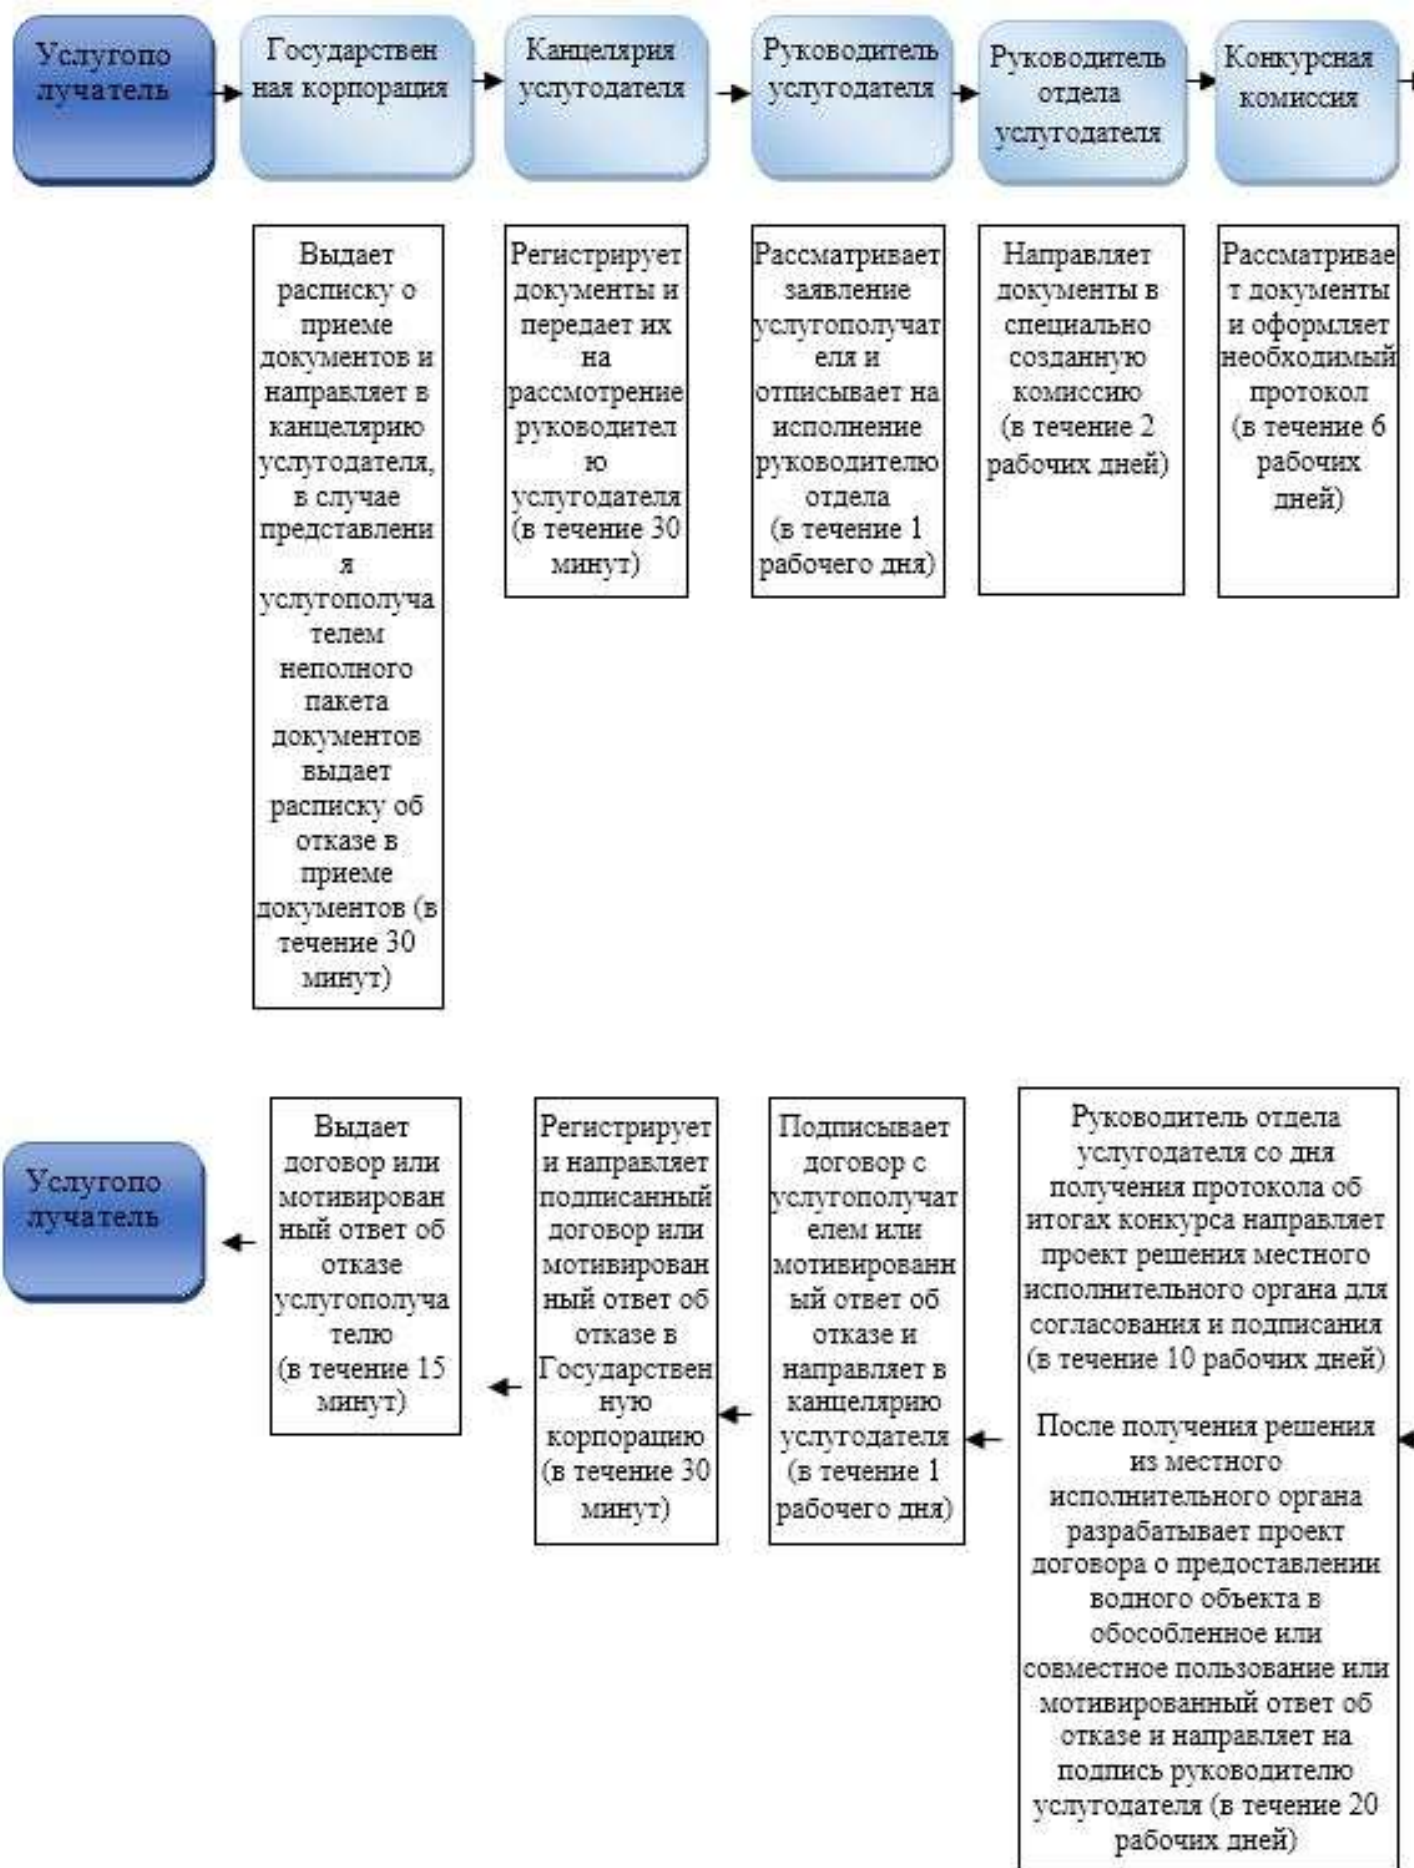 Услугопо
лучатель
Государствен
ная корпорация
Канцелярия
услугодателя
Руководитель
услугодателя
Руководитель
отдела
услугодателя
Конкурсная
комиссия
Выдает
расписку о
приеме
документов и
направляет в
канцелярию
услугодателя,
в случае
представлени
я
услугополуча
телем
неполного
пакета
документов
выдает
расписку об
отказе в
приеме
документов (в
течение 30
минут)
Регистрирует
документы и
передает их
на
рассмотрение
руководител
ю
услугодателя
(в течение 30
минут)
Рассматривает
заявление
услугополучат
еля и
отписывает на
исполнение
руководителю
отдела
(в течение 1
рабочего дня)
Направляет
документы в
специально
созданную
комиссию
(в течение 2
рабочих дней)
Рассматривае
т документы
и оформляет
необходимый
протокол
(в течение 6
рабочих
дней)
Услугопо
лучатель
Выдает
договор или
мотивирован
ный ответ об
отказе
услугополуча
телю
(в течение 15
минут)
Регистрирует
и направляет
подписанный
договор или
мотивирован
ный ответ об
отказе в
Государствен
ную
корпорацию
(в течение 30
минут)
Подписывает
договор с
услугополучат
елем или
мотивированн
ый ответ об
отказе и
направляет в
канцелярию
услугодателя
(в течение 1
рабочего дня)
Руководитель отдела
услугодателя со дня
получения протокола об
итогах конкурса направляет
проект решения местного
исполнительного органа для
согласования и подписания
(в течение 10 рабочих дней)
После получения решения
из местного
исполнительного органа
разрабатывает проект
договора о предоставлении
водного объекта в
обособленное или
совместное пользование или
мотивированный ответ об
отказе и направляет на
подпись руководителю
услугодателя (в течение 20
рабочих дней)